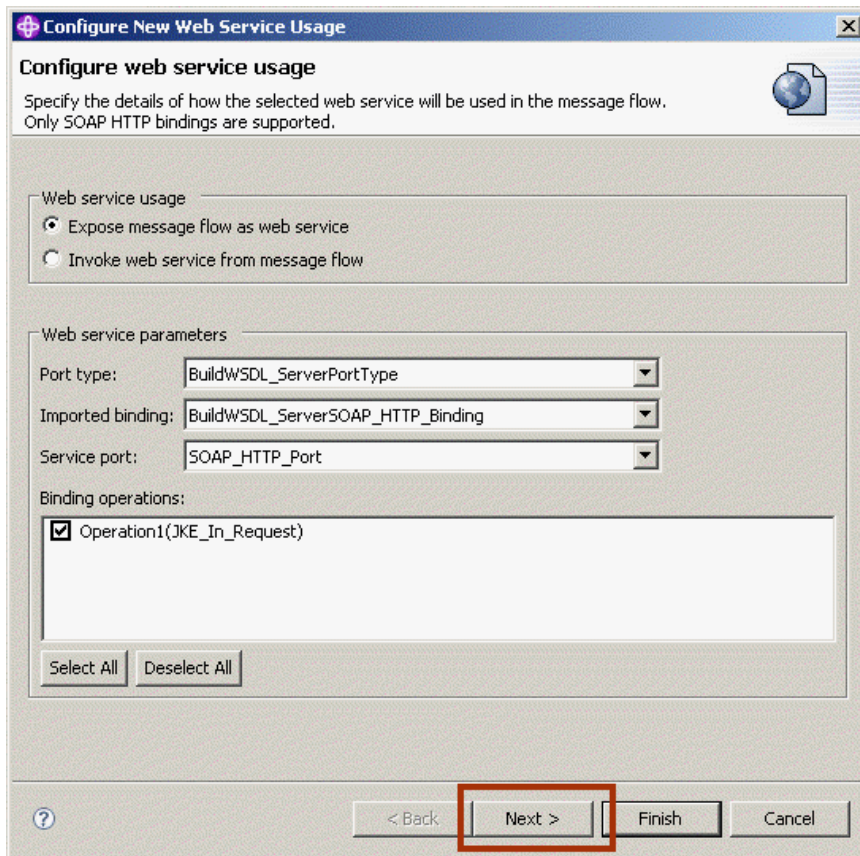 Configure New Web Service Usage
Configure web service usage
Specify the details of how the selected web service will be used in the message flow.
Only SOAP HTTP bindings are supported.
Web service usage
Expose message flow as web service
Invoke web service from message flow
Web service parameters
Port type: BuildWSDL_ServerPortType
Imported binding: BuildWSDL_ServerSOAP_HTTP_Binding
Service port: SOAP_HTTP_Port
Binding operations:
Operation1(JKE_In_Request)
Select All Deselect All
? < Back Next > Finish Cancel